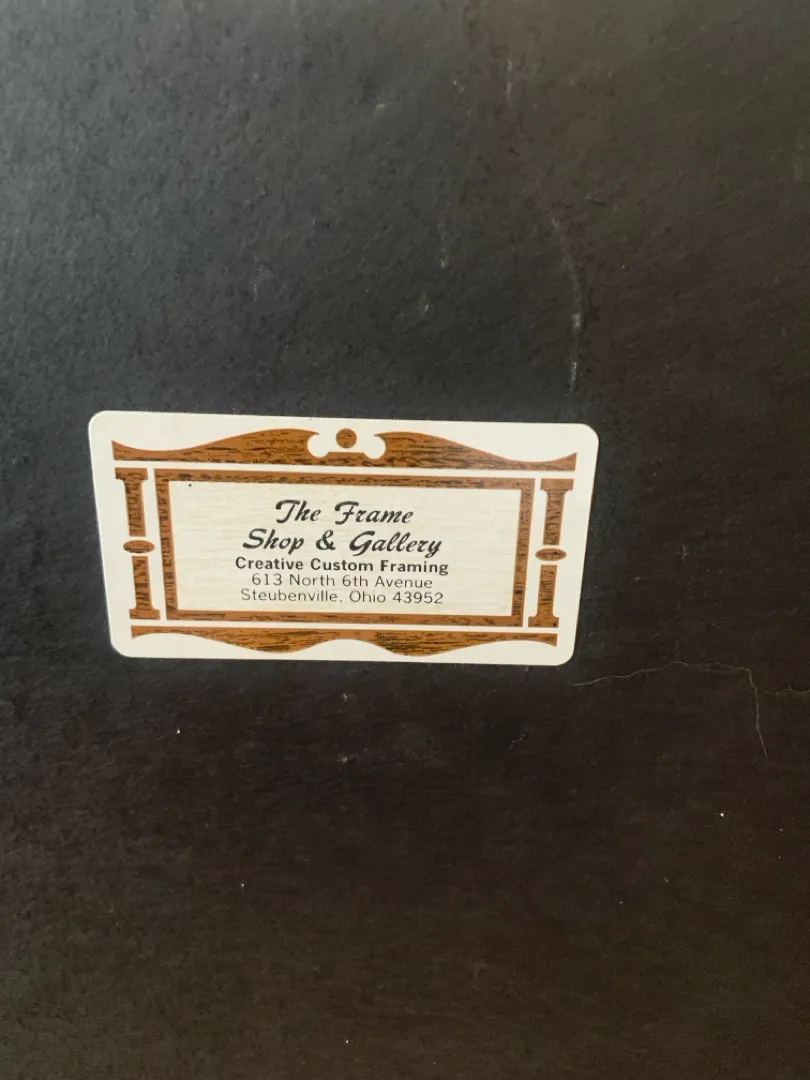 The Frame
Shop & Gallery
Creative Custom Framing
613 North 6th Avenue
Steubenville, Ohio 43952